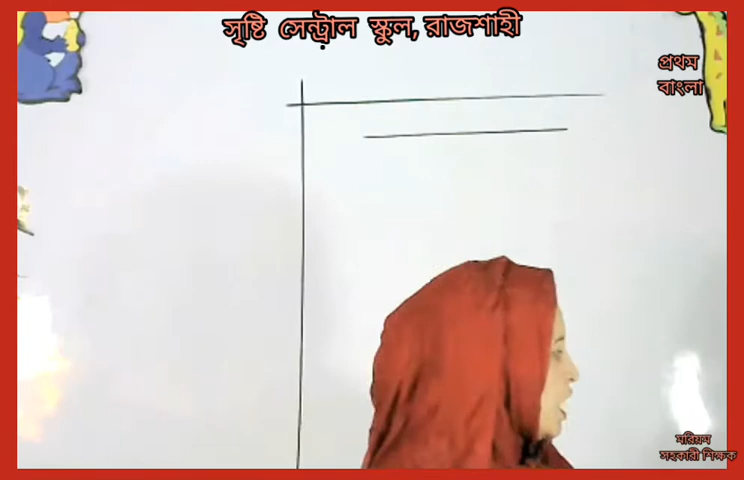 সৃষ্টি সেন্ট্রাল স্কুল, রাজশাহী
প্রথম
বাংলা
মরিয়ম
সহকারী শিক্ষক